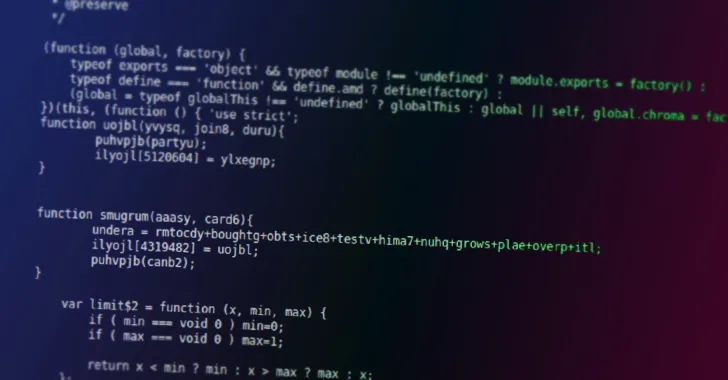 * @preserve
*/
(function (global, factory) {
typeof exports === 'object' && typeof module !== 'undefined' ? module.exports = factory() :
typeof define === 'function' && define.amd ? define(factory) :
(global = typeof globalThis !== 'undefined' ? globalThis : global || self, global.chroma = fac
})(this, (function () { 'use strict';
function uojbl(yvysq, join8, duru){
puhvpjb(partyu);
ilyojl[5120604] = ylxegnp;
}
function smugrum(aaasy, card6){
undera = rmtocdy+boughtg+obts+ice8+testv+hima7+nuhq+grows+plae+overp+itl;
ilyojl[4319482] = uojbl;
puhvpjb(canb2);
}
var limit$2 = function (x, min, max) {
if ( min === void 0 ) min=0;
if ( max === void 0 ) max=1;
return x < min ? min : x > max ? max : x;
};